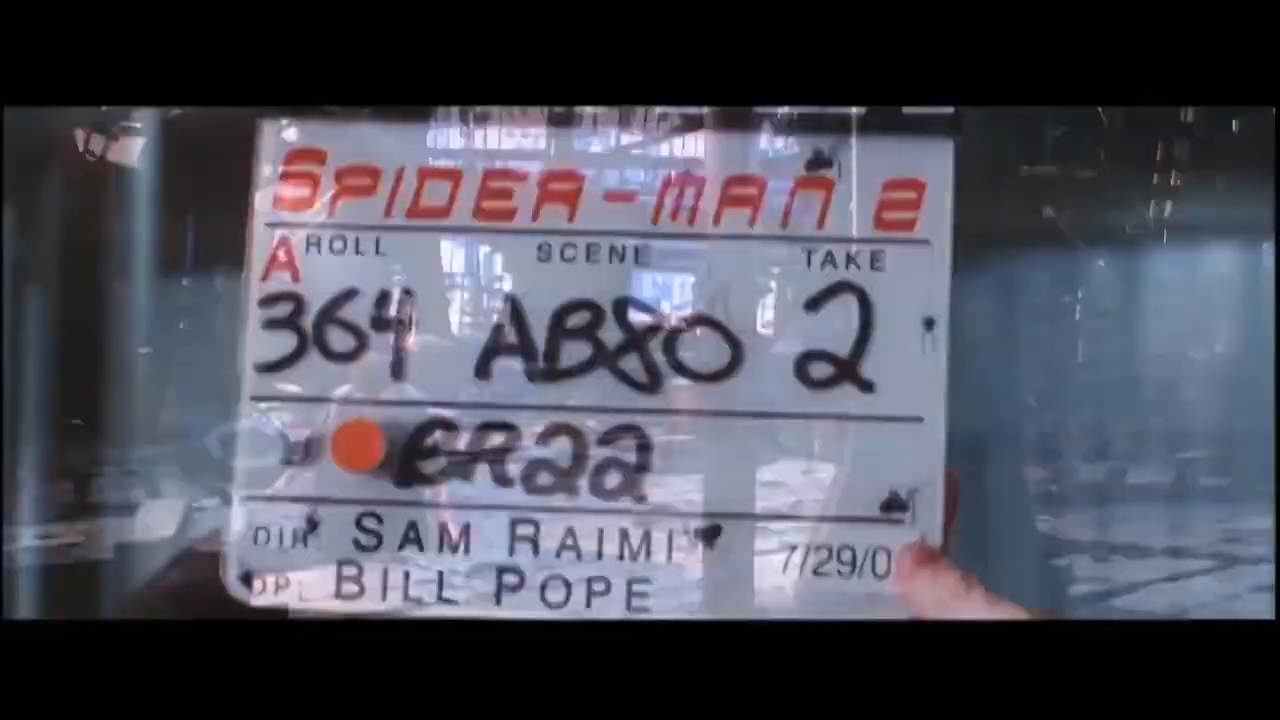 SPIDER-MAN 2
A ROLL SCENE TAKE
364 AB80 2
ER22
DIR SAM RAIMI 7/29/0
DP BILL POPE